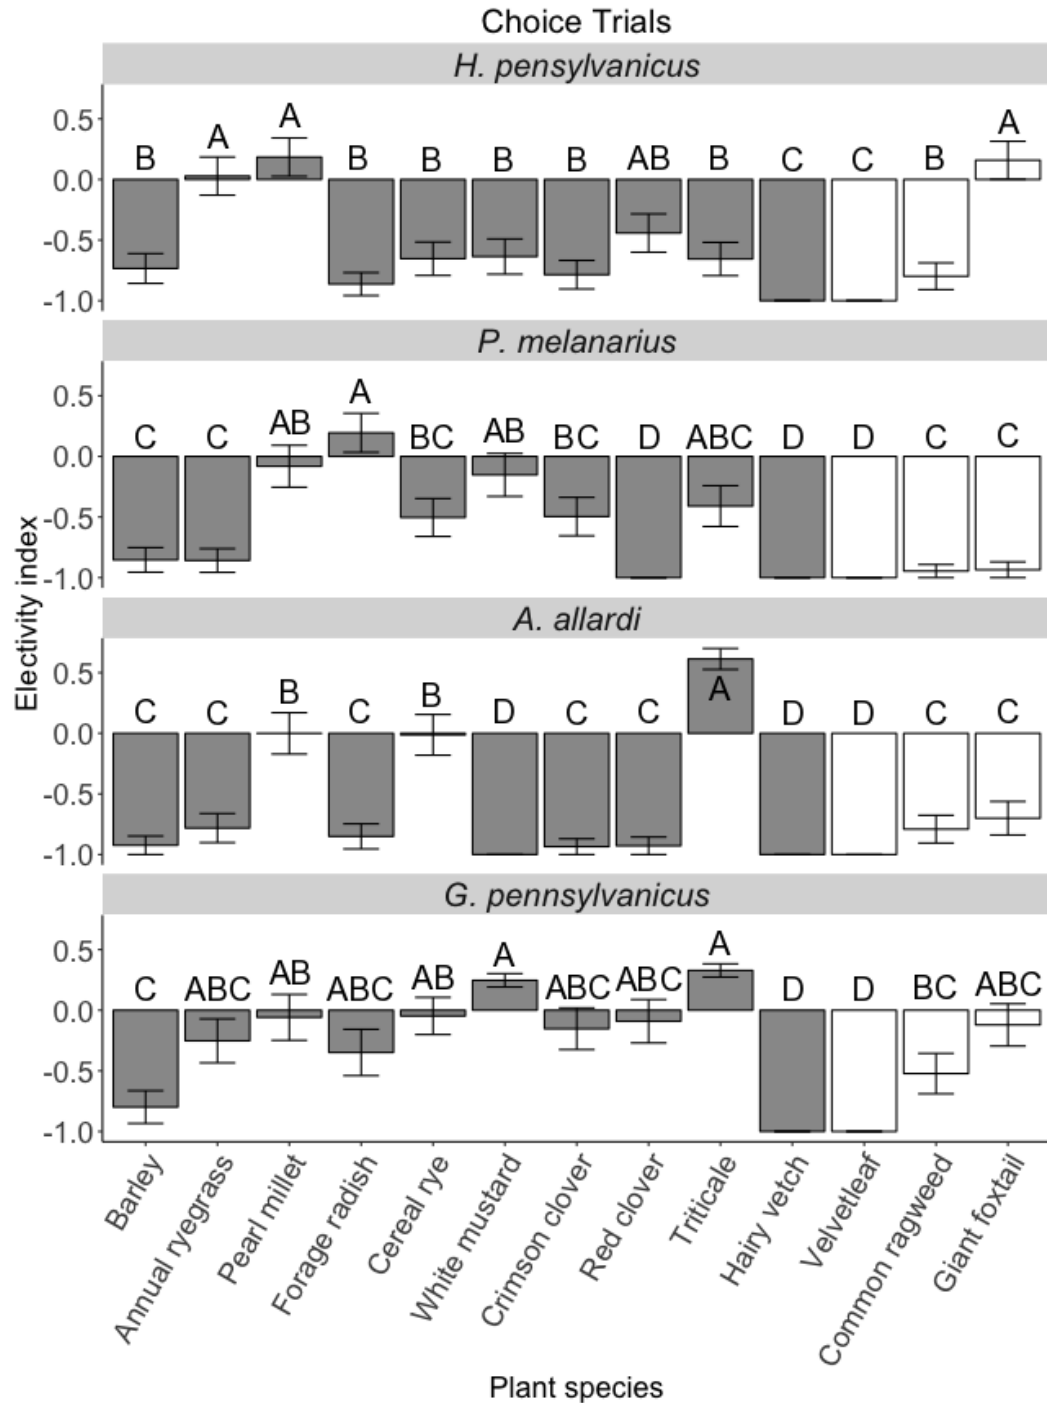 Choice Trials
H. pensylvanicus
0.5
0.0
-0.5
-1.0
B A A B B B B AB B C C B A
P. melanarius
0.5
0.0
-0.5
-1.0
C C AB A BC AB BC D ABC D D C C
A. allardi
0.5
0.0
-0.5
-1.0
C C B C B D C C A D D C C
G. pennsylvanicus
0.5
0.0
-0.5
-1.0
C ABC AB ABC AB A ABC ABC A D D BC ABC
Electivity index
Barley
Annual ryegrass
Pearl millet
Forage radish
Cereal rye
White mustard
Crimson clover
Red clover
Triticale
Hairy vetch
Velvetleaf
Common ragweed
Giant foxtail
Plant species